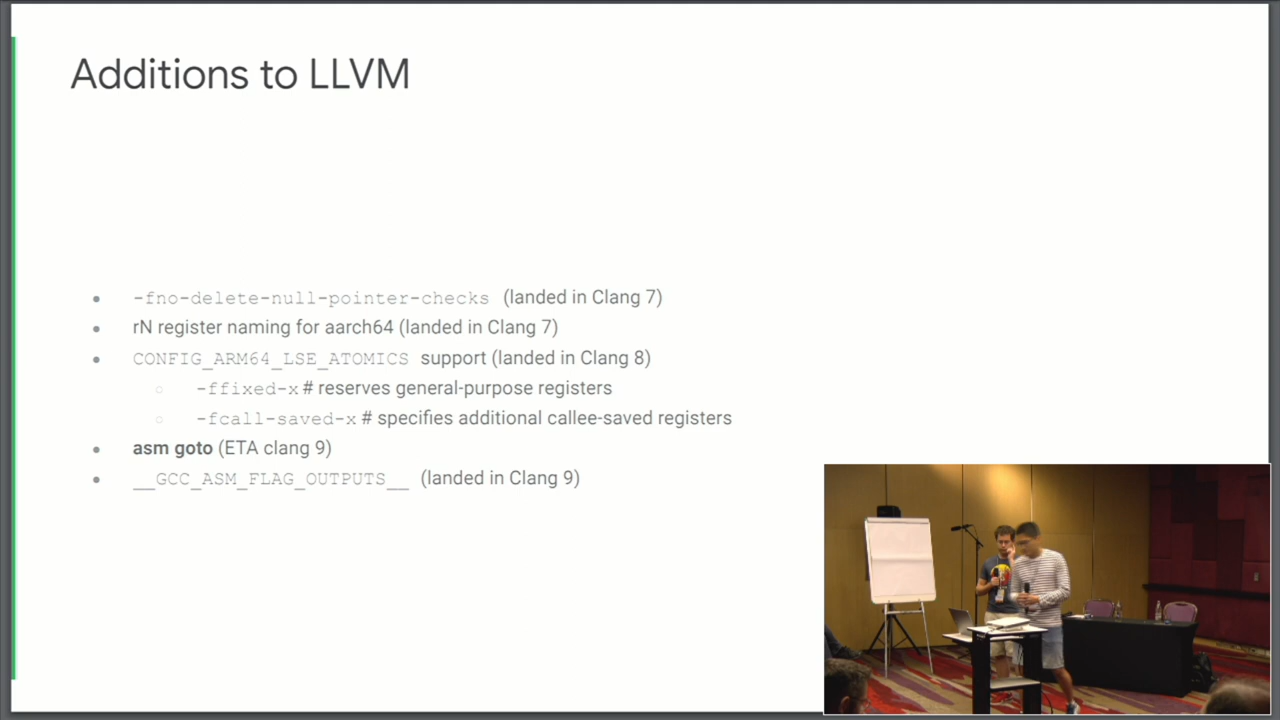 Additions to LLVM
-fno-delete-null-pointer-checks (landed in Clang 7)
rN register naming for aarch64 (landed in Clang 7)
CONFIG_ARM64_LSE_ATOMICS support (landed in Clang 8)
-ffixed-x # reserves general-purpose registers
-fcall-saved-x # specifies additional callee-saved registers
asm goto (ETA clang 9)
__GCC_ASM_FLAG_OUTPUTS__ (landed in Clang 9)